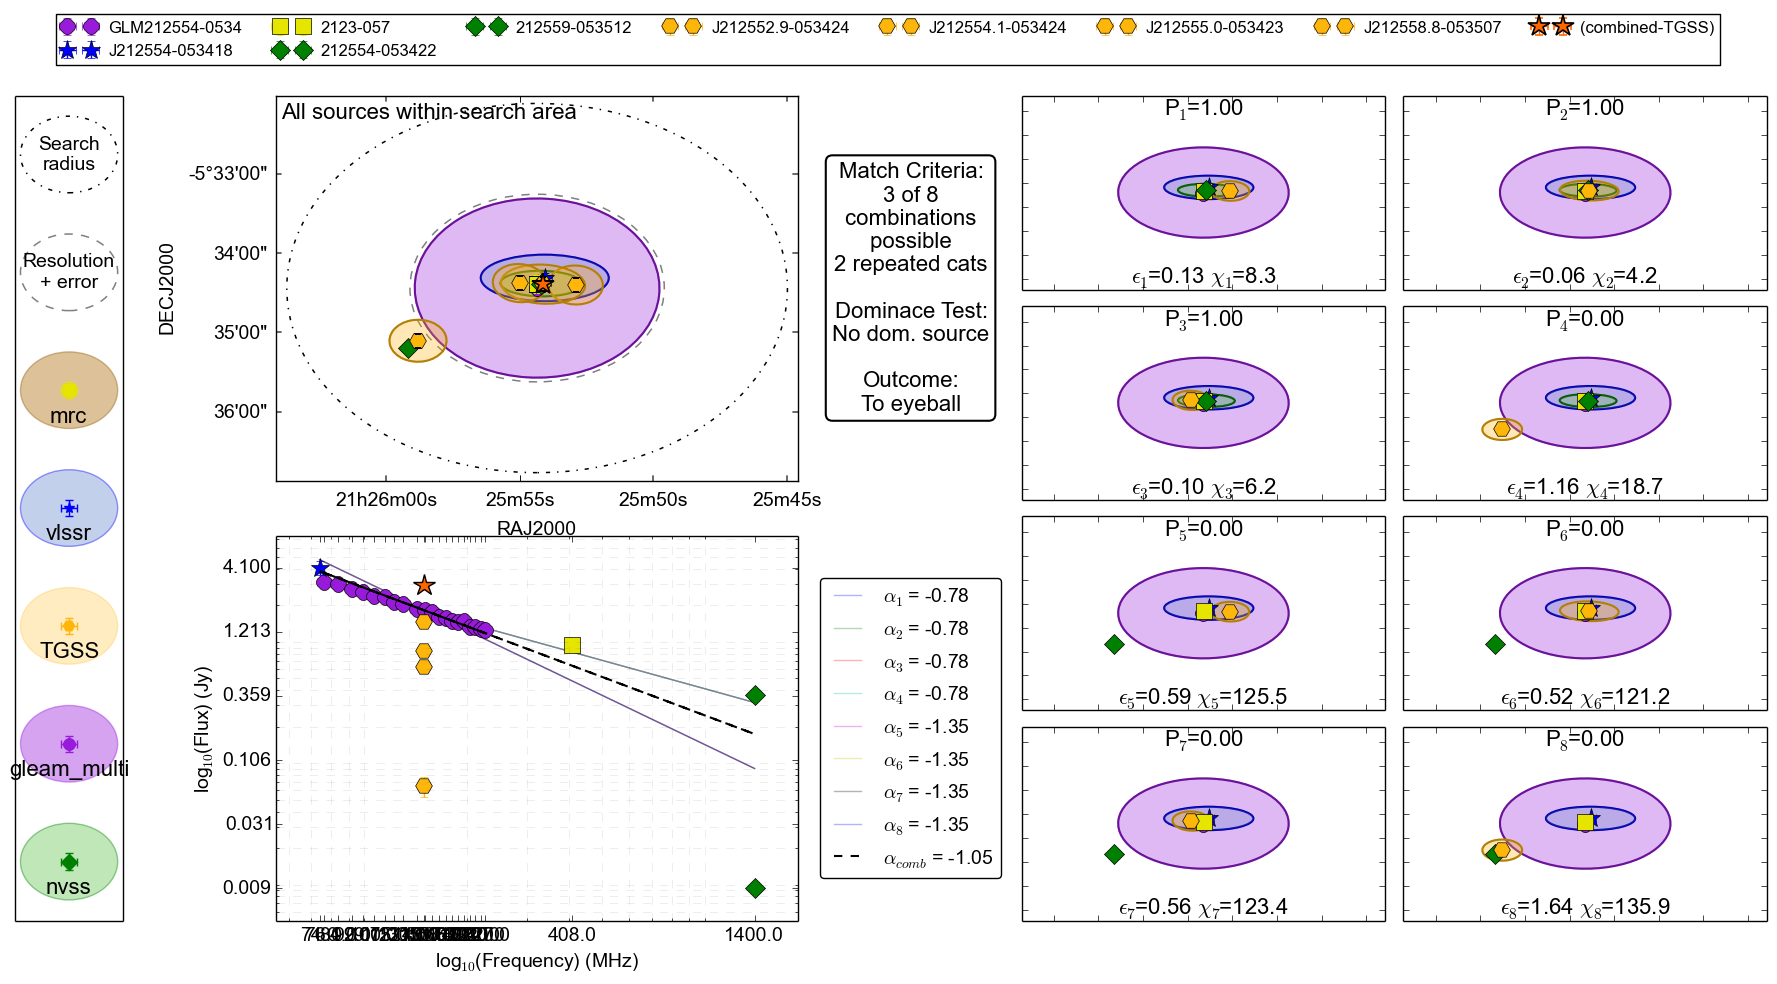 GLM212554-0534
2123-057
212559-053512
J212552.9-053424
J212554.1-053424
J212555.0-053423
J212558.8-053507
(combined-TGSS)
J212554-053418
212554-053422
Search
radius
Resolution
+ error
mrc
vlssr
TGSS
gleam_multi
nvss
All sources within search area
DECJ2000
-5°33'00"
34'00"
35'00"
36'00"
21h26m00s
25m55s
25m50s
25m45s
RAJ2000
Match Criteria:
3 of 8
combinations
possible
2 repeated cats
Dominace Test:
No dom. source
Outcome:
To eyeball
log10(Flux) (Jy)
4.100
1.213
0.359
0.106
0.031
0.009
408.0
1400.0
log10(Frequency) (MHz)
α1 = -0.78
α2 = -0.78
α3 = -0.78
α4 = -0.78
α5 = -1.35
α6 = -1.35
α7 = -1.35
α8 = -1.35
αcomb = -1.05
P1=1.00
ϵ1=0.13 χ1=8.3
P2=1.00
ϵ2=0.06 χ2=4.2
P3=1.00
ϵ3=0.10 χ3=6.2
P4=0.00
ϵ4=1.16 χ4=18.7
P5=0.00
ϵ5=0.59 χ5=125.5
P6=0.00
ϵ6=0.52 χ6=121.2
P7=0.00
ϵ7=0.56 χ7=123.4
P8=0.00
ϵ8=1.64 χ8=135.9